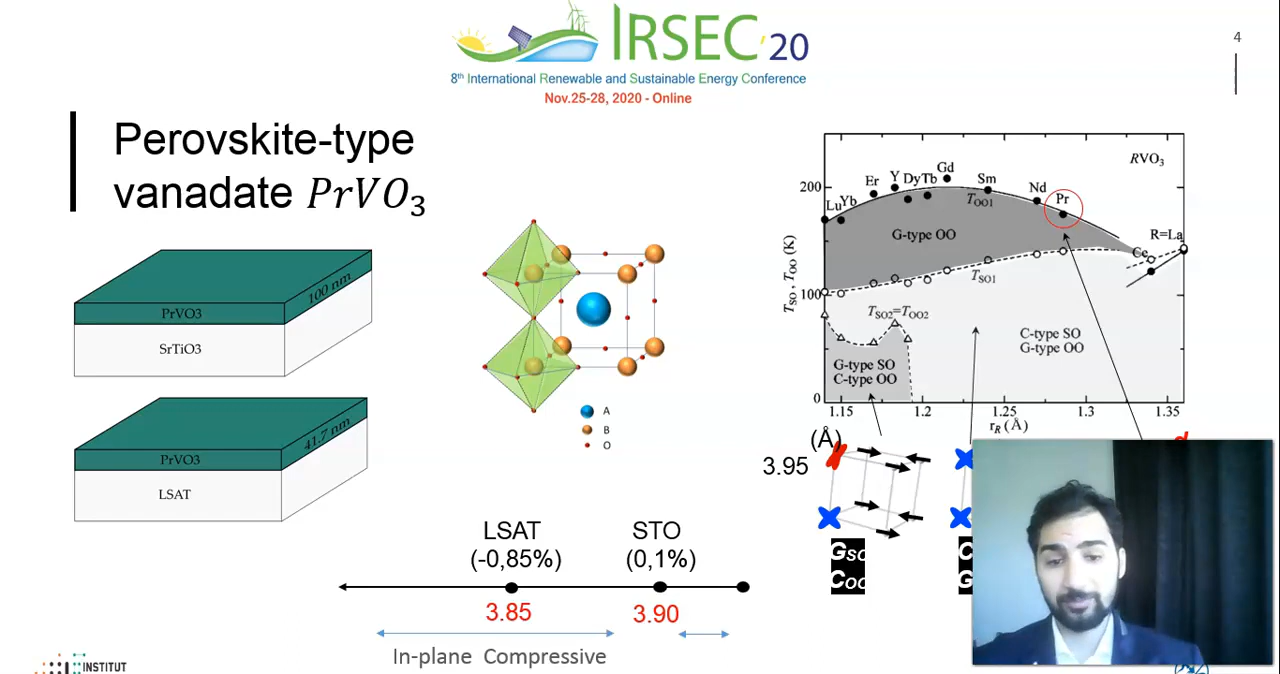 IRSEC '20
8th International Renewable and Sustainable Energy Conference
Nov.25-28, 2020 - Online
4
Perovskite-type
vanadate PrVO3
100 nm
PrVO3
SrTiO3
41.7 nm
PrVO3
LSAT
A
B
O
RVO3
200
100
0
TSO , TOO (K)
Lu
Yb
Er
Y
Dy
Tb
Gd
Sm
Nd
Pr
R=La
Ce
TOO1
G-type OO
TSO1
TSO2=TOO2
C-type SO
G-type OO
G-type SO
C-type OO
1.15
1.2
1.25
1.3
1.35
rR (Å)
(Å)
3.95
LSAT
(-0,85%)
STO
(0,1%)
3.85
3.90
In-plane Compressive
GSO
COO
C
G
INSTITUT